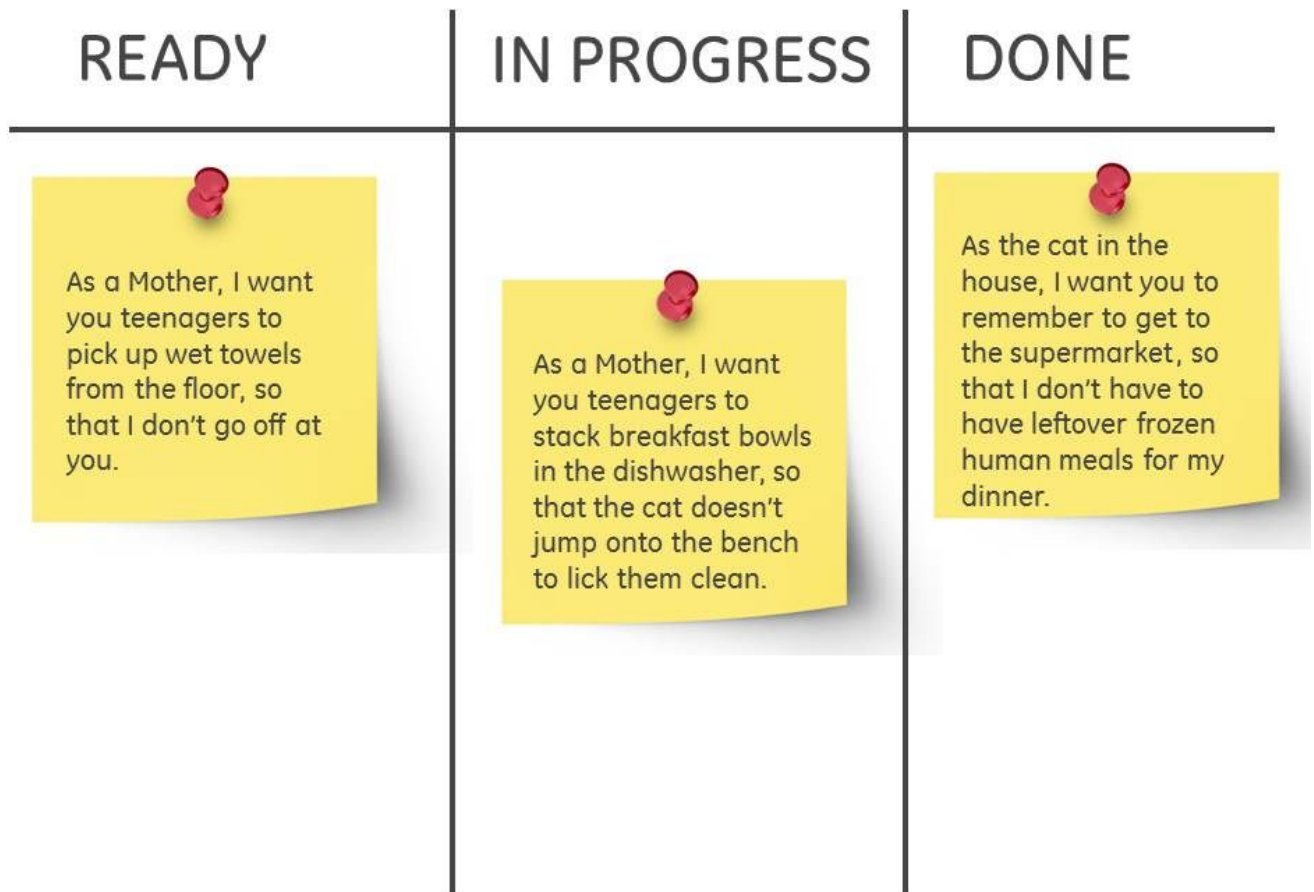 READY
IN PROGRESS
DONE
As a Mother, I want
you teenagers to
pick up wet towels
from the floor, so
that I don't go off at
you.
As a Mother, I want
you teenagers to
stack breakfast bowls
in the dishwasher, so
that the cat doesn't
jump onto the bench
to lick them clean.
As the cat in the
house, I want you to
remember to get to
the supermarket, so
that I don't have to
have leftover frozen
human meals for my
dinner.